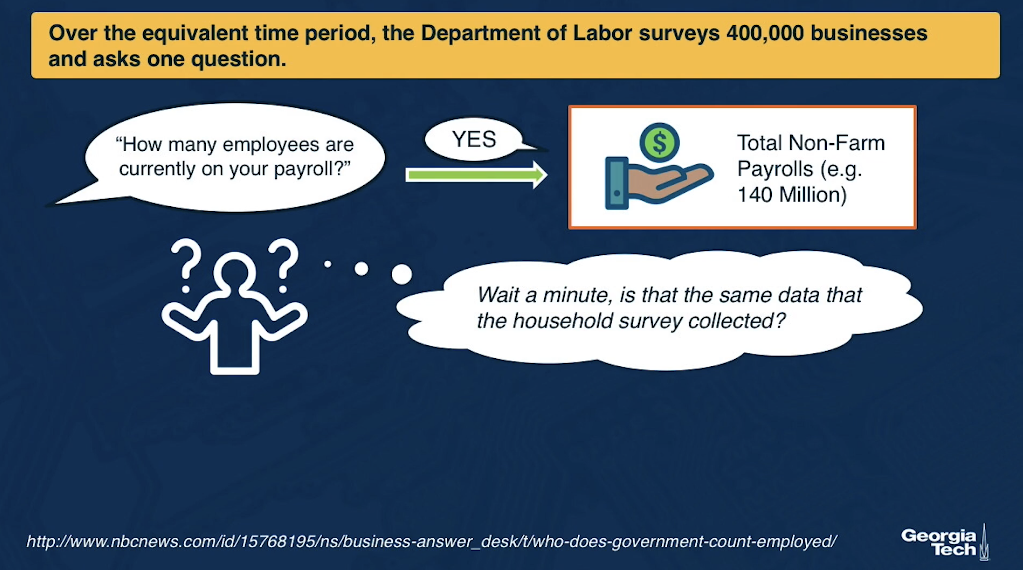 Over the equivalent time period, the Department of Labor surveys 400,000 businesses
and asks one question.
“How many employees are
currently on your payroll?”
YES
$
Total Non-Farm
Payrolls (e.g.
140 Million)
? ?
Wait a minute, is that the same data that
the household survey collected?
http://www.nbcnews.com/id/15768195/ns/business-answer_desk/t/who-does-government-count-employed/
Georgia
Tech